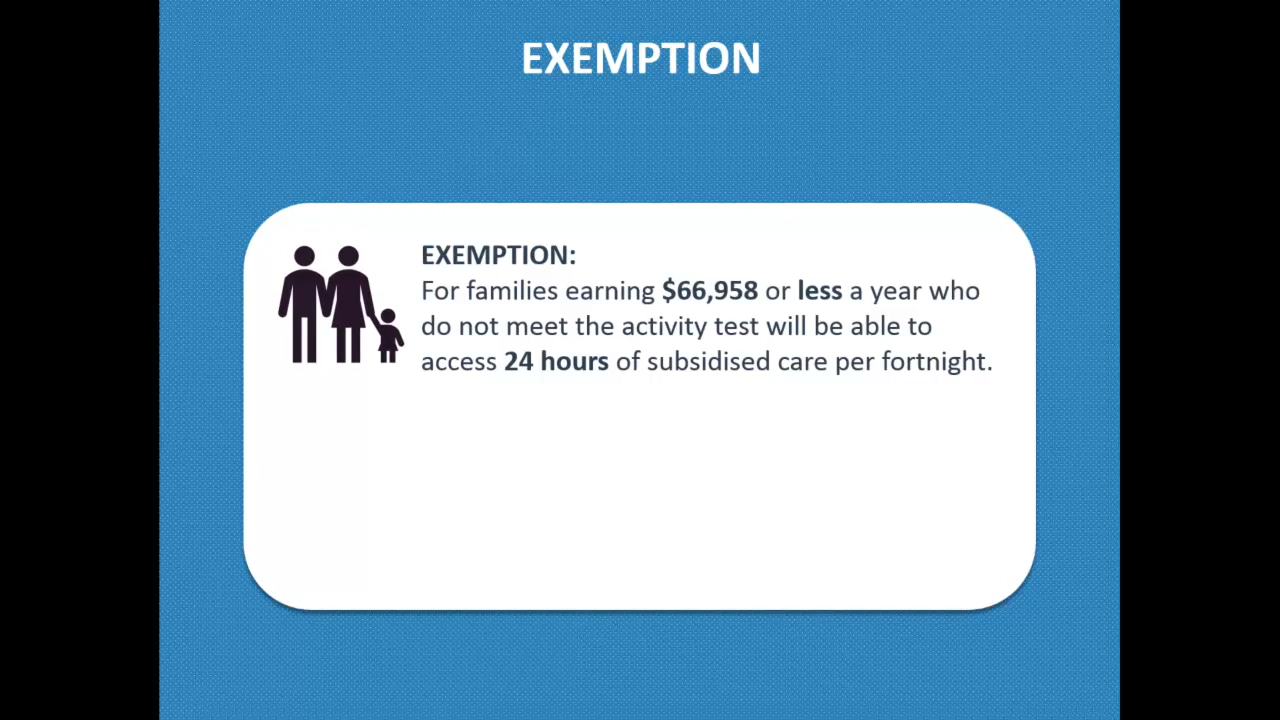 EXEMPTION
EXEMPTION:
For families earning $66,958 or less a year who
do not meet the activity test will be able to
access 24 hours of subsidised care per fortnight.